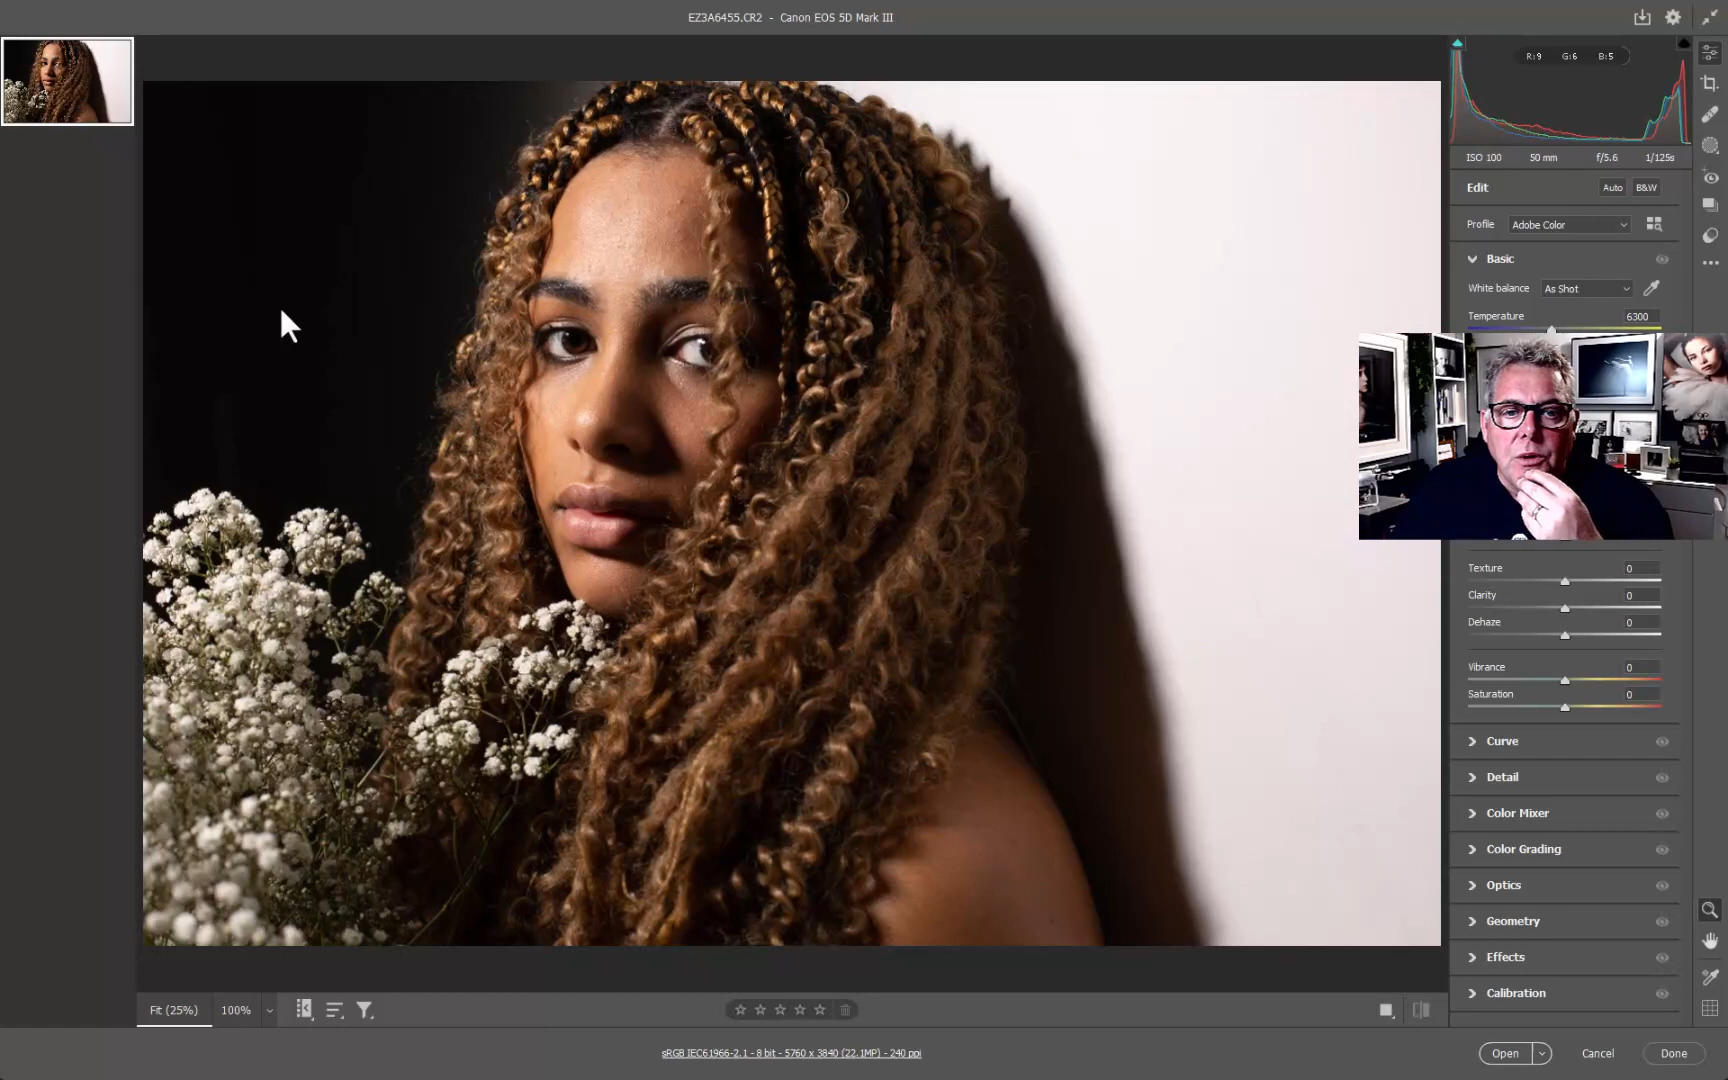 EZ3A6455.CR2 - Canon EOS 5D Mark III
R:9 G:6 B:5
ISO 100 50 mm f/5.6 1/125s
Edit Auto B&W
Profile Adobe Color
Basic
White balance As Shot
Temperature 6300
Texture 0
Clarity 0
Dehaze 0
Vibrance 0
Saturation 0
Curve
Detail
Color Mixer
Color Grading
Optics
Geometry
Effects
Calibration
Fit (25%) 100%
sRGB IEC61966-2.1 - 8 bit - 5760 x 3840 (22.1MP) - 240 ppi
Open Cancel Done